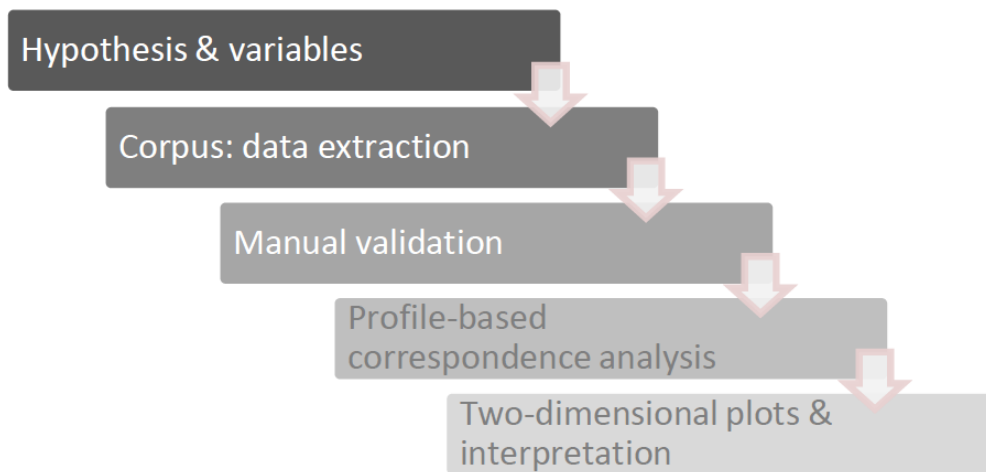 Hypothesis & variables
Corpus: data extraction
Manual validation
Profile-based
correspondence analysis
Two-dimensional plots &
interpretation